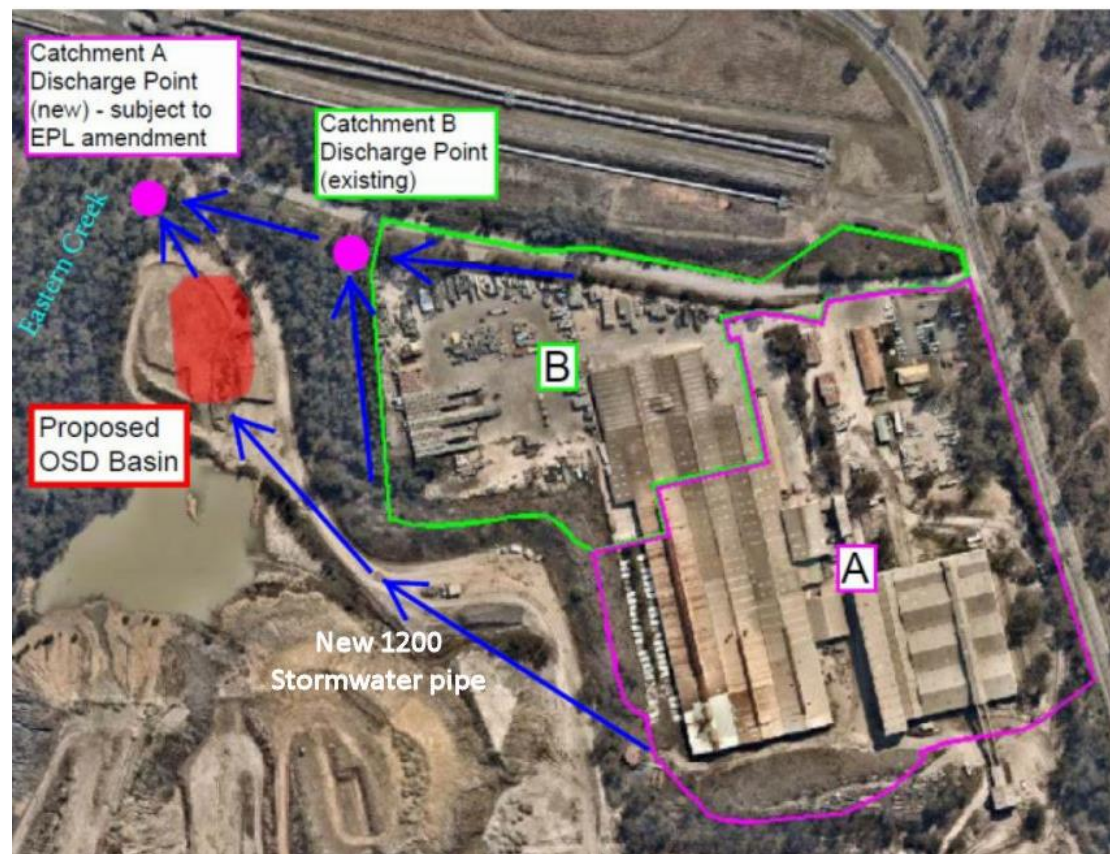 Catchment A
Discharge Point
(new) - subject to
EPL amendment
Catchment B
Discharge Point
(existing)
Eastern Creek
B
Proposed
OSD Basin
A
New 1200
Stormwater pipe